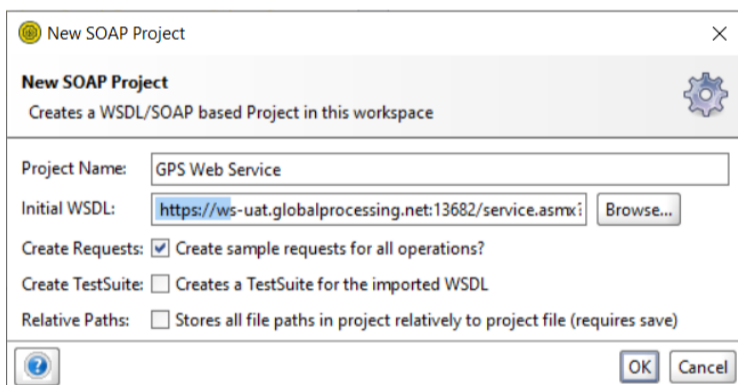 New SOAP Project
New SOAP Project
Creates a WSDL/SOAP based Project in this workspace
Project Name: GPS Web Service
Initial WSDL: https://ws-uat.globalprocessing.net:13682/service.asmx? Browse...
Create Requests: Create sample requests for all operations?
Create TestSuite: Creates a TestSuite for the imported WSDL
Relative Paths: Stores all file paths in project relatively to project file (requires save)
? OK Cancel